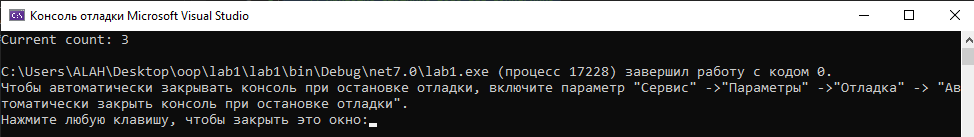 Консоль отладки Microsoft Visual Studio
Current count: 3
C:\Users\ALAH\Desktop\oop\lab1\lab1\bin\Debug\net7.0\lab1.exe (процесс 17228) завершил работу с кодом 0.
Чтобы автоматически закрывать консоль при остановке отладки, включите параметр "Сервис" ->"Параметры" ->"Отладка" -> "Ав
томатически закрыть консоль при остановке отладки".
Нажмите любую клавишу, чтобы закрыть это окно: